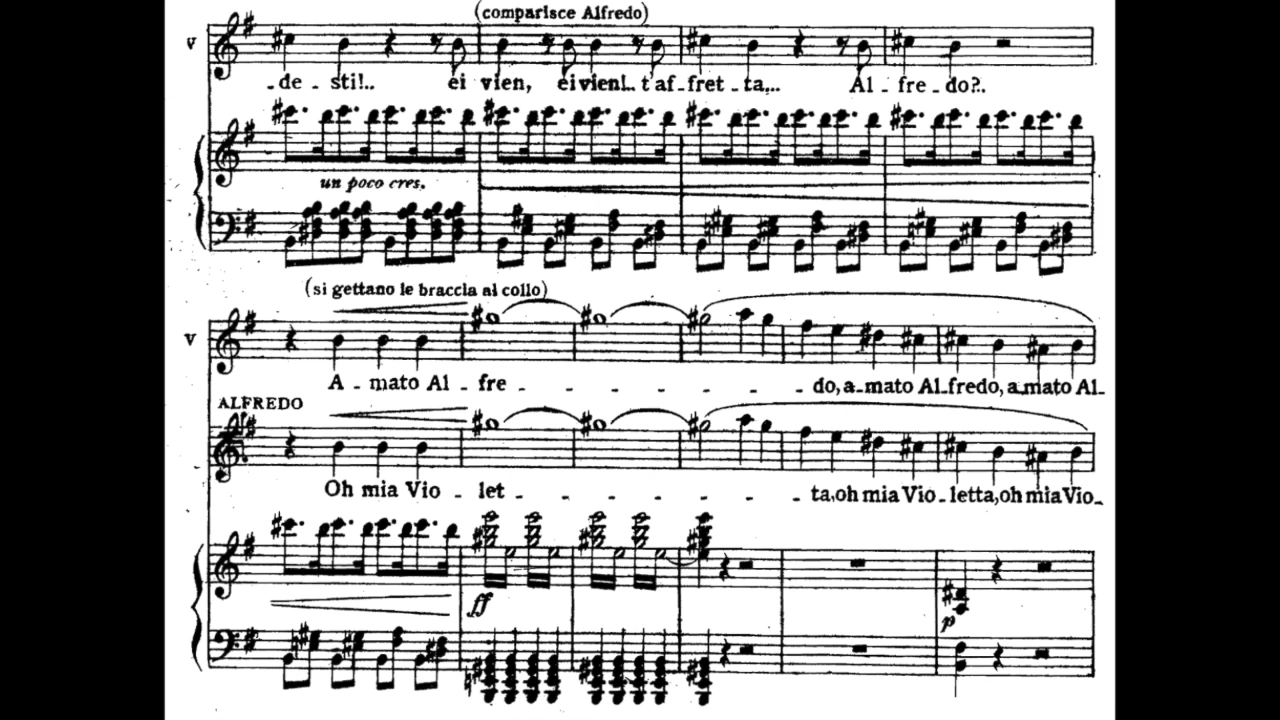 (comparisce Alfredo)
V
-de - sti!.. ei vien, ei vien!.. t'af-fret - ta... Al - fre - do?..
un poco cres.
(si gettano le braccia al collo)
V
A - mato Al - fre - - - - - - do, a-mato Al-fredo, a-mato Al-
ALFREDO
Oh mia Vio - let - - - - - - ta, oh mia Vio-letta, oh mia Vio-
ff
p